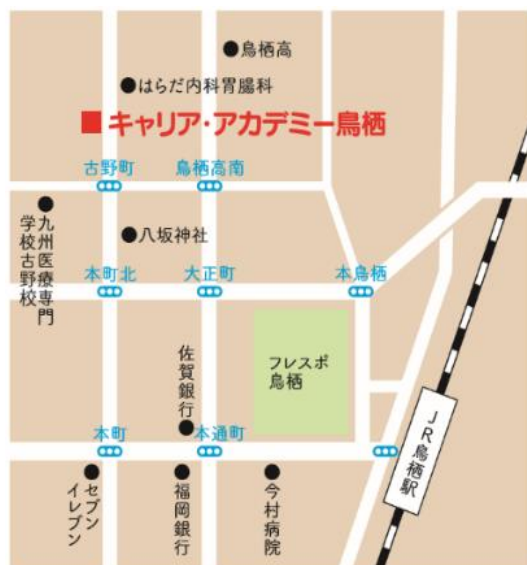 鳥栖高
はらだ内科胃腸科
キャリア・アカデミー鳥栖
古野町
鳥栖高南
九州医療専門
学校古野校
八坂神社
本町北
大正町
本鳥栖
佐賀銀行
フレスポ
鳥栖
本町
本通町
JR鳥栖駅
セブン
イレブン
福岡銀行
今村病院